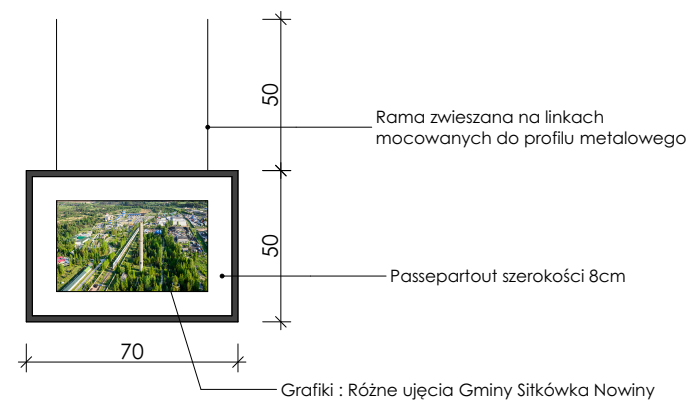 50
Rama zwieszana na linkach
mocowanych do profilu metalowego
50
Passepartout szerokości 8cm
70
Grafiki : Różne ujęcia Gminy Sitkówka Nowiny